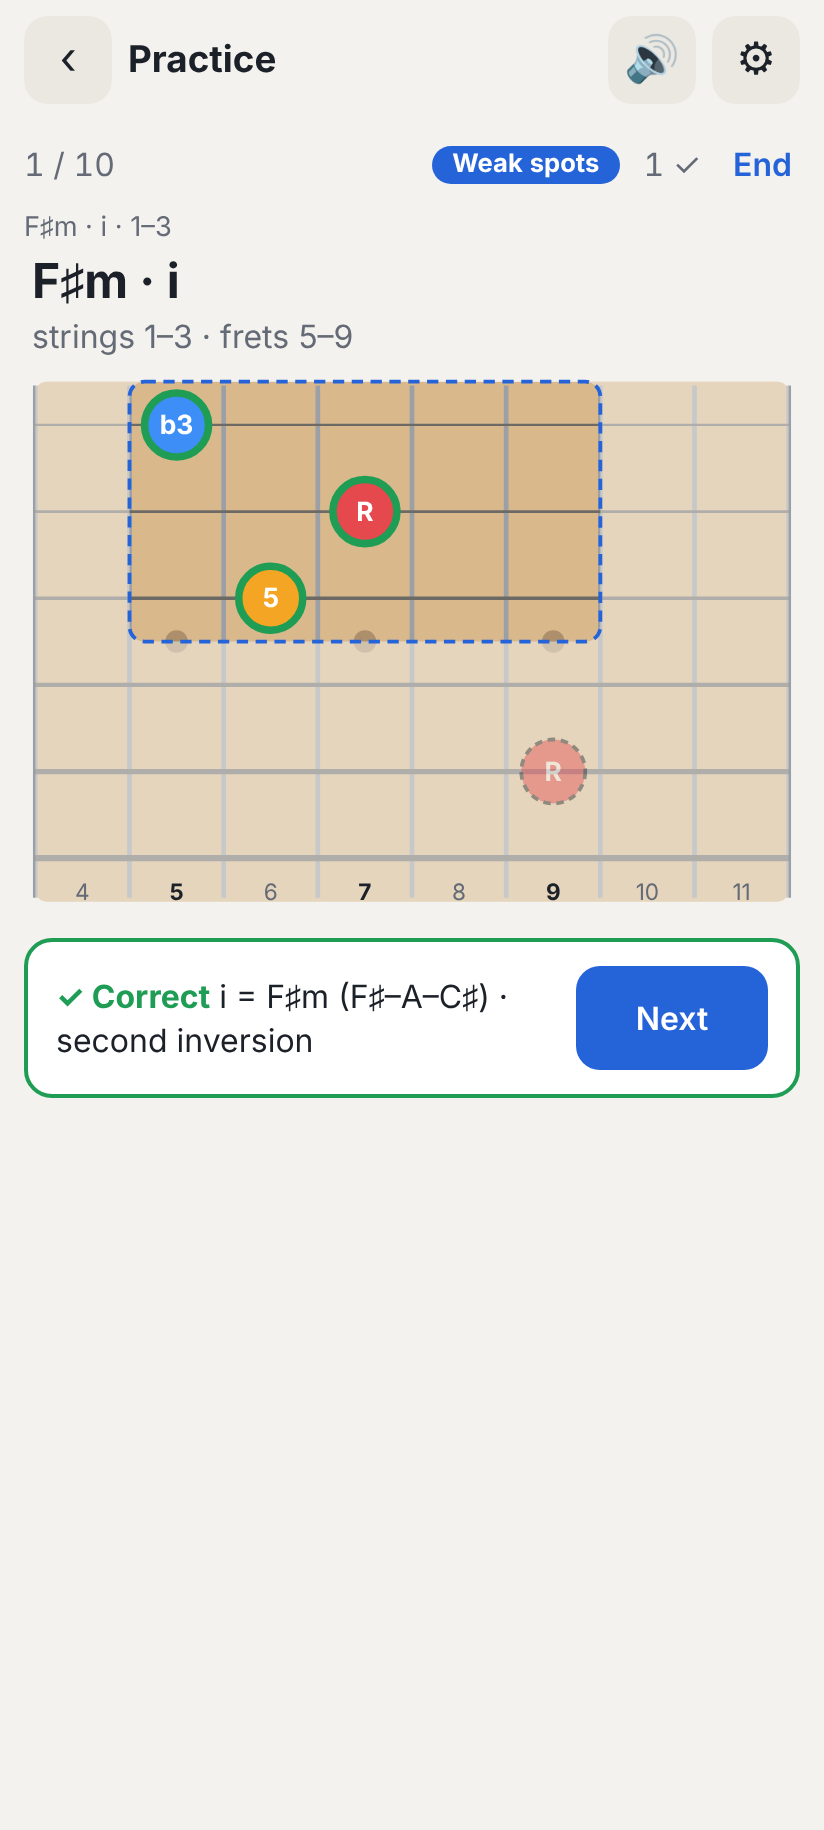 ‹ Practice
1 / 10 Weak spots 1 ✓ End
F♯m · i · 1–3
F♯m · i
strings 1–3 · frets 5–9
b3
R
5
R
4 5 6 7 8 9 10 11
✓ Correct i = F♯m (F♯–A–C♯) ·
second inversion
Next